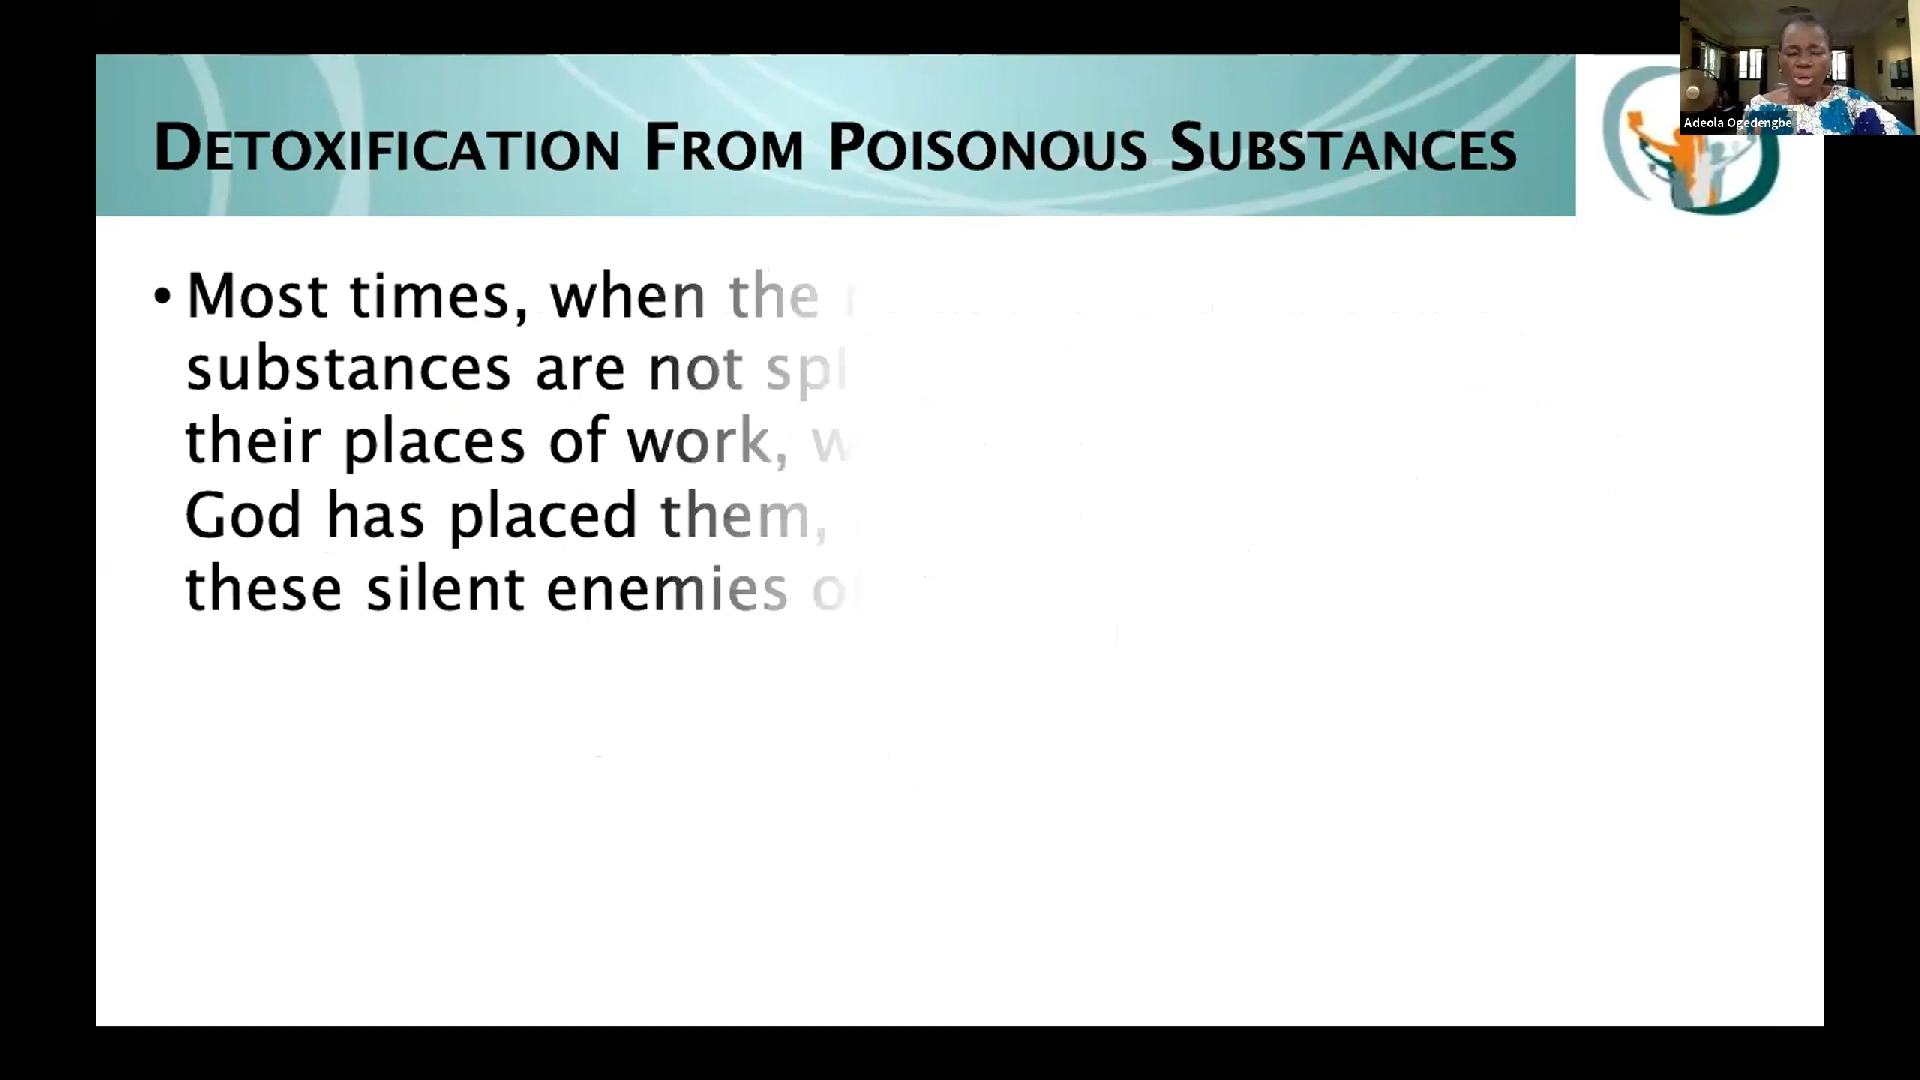 DETOXIFICATION FROM POISONOUS SUBSTANCES
• Most times, when the
substances are not
their places of work,
God has placed them,
these silent enemies
Adeola Ogedengbe